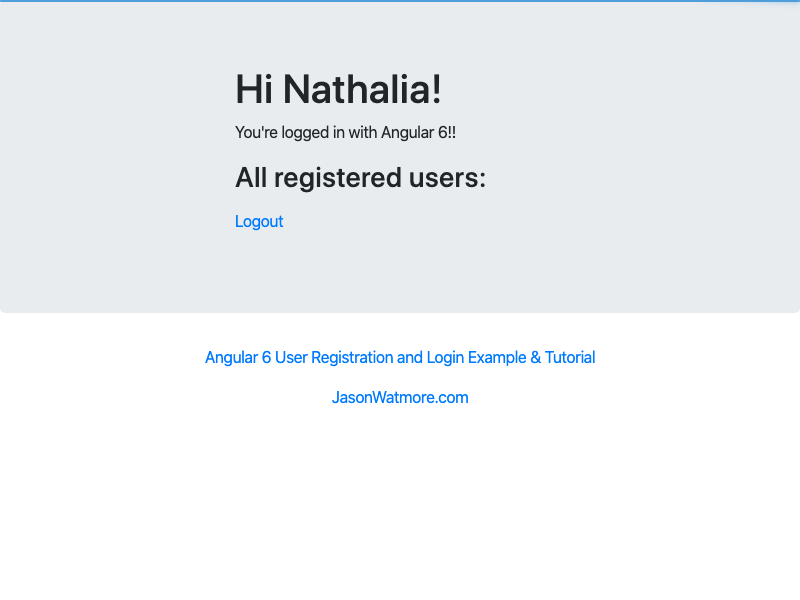 Hi Nathalia!
You're logged in with Angular 6!!
All registered users:
Logout
Angular 6 User Registration and Login Example & Tutorial
JasonWatmore.com